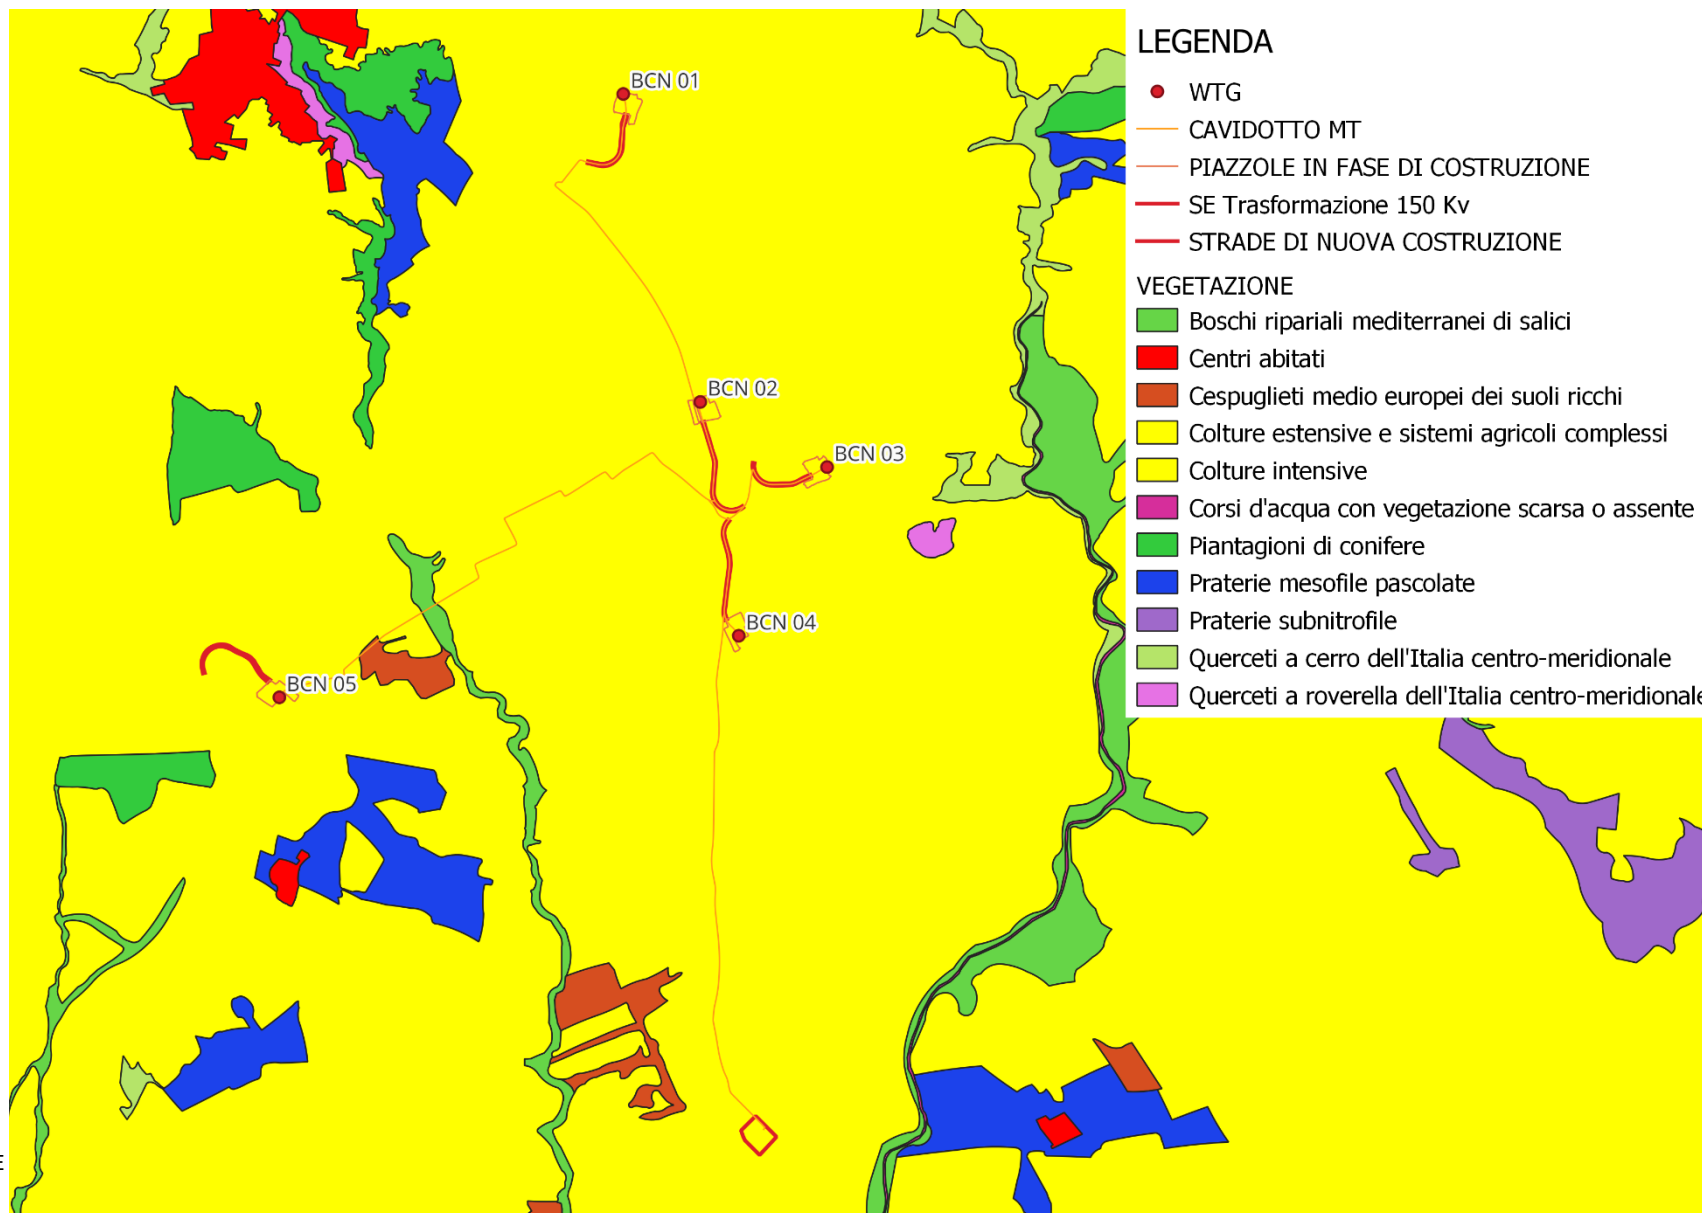 BCN 01
BCN 02
BCN 03
BCN 04
BCN 05
E
LEGENDA
WTG
CAVIDOTTO MT
PIAZZOLE IN FASE DI COSTRUZIONE
SE Trasformazione 150 Kv
STRADE DI NUOVA COSTRUZIONE
VEGETAZIONE
Boschi ripariali mediterranei di salici
Centri abitati
Cespuglieti medio europei dei suoli ricchi
Colture estensive e sistemi agricoli complessi
Colture intensive
Corsi d'acqua con vegetazione scarsa o assente
Piantagioni di conifere
Praterie mesofile pascolate
Praterie subnitrofile
Querceti a cerro dell'Italia centro-meridionale
Querceti a roverella dell'Italia centro-meridionale